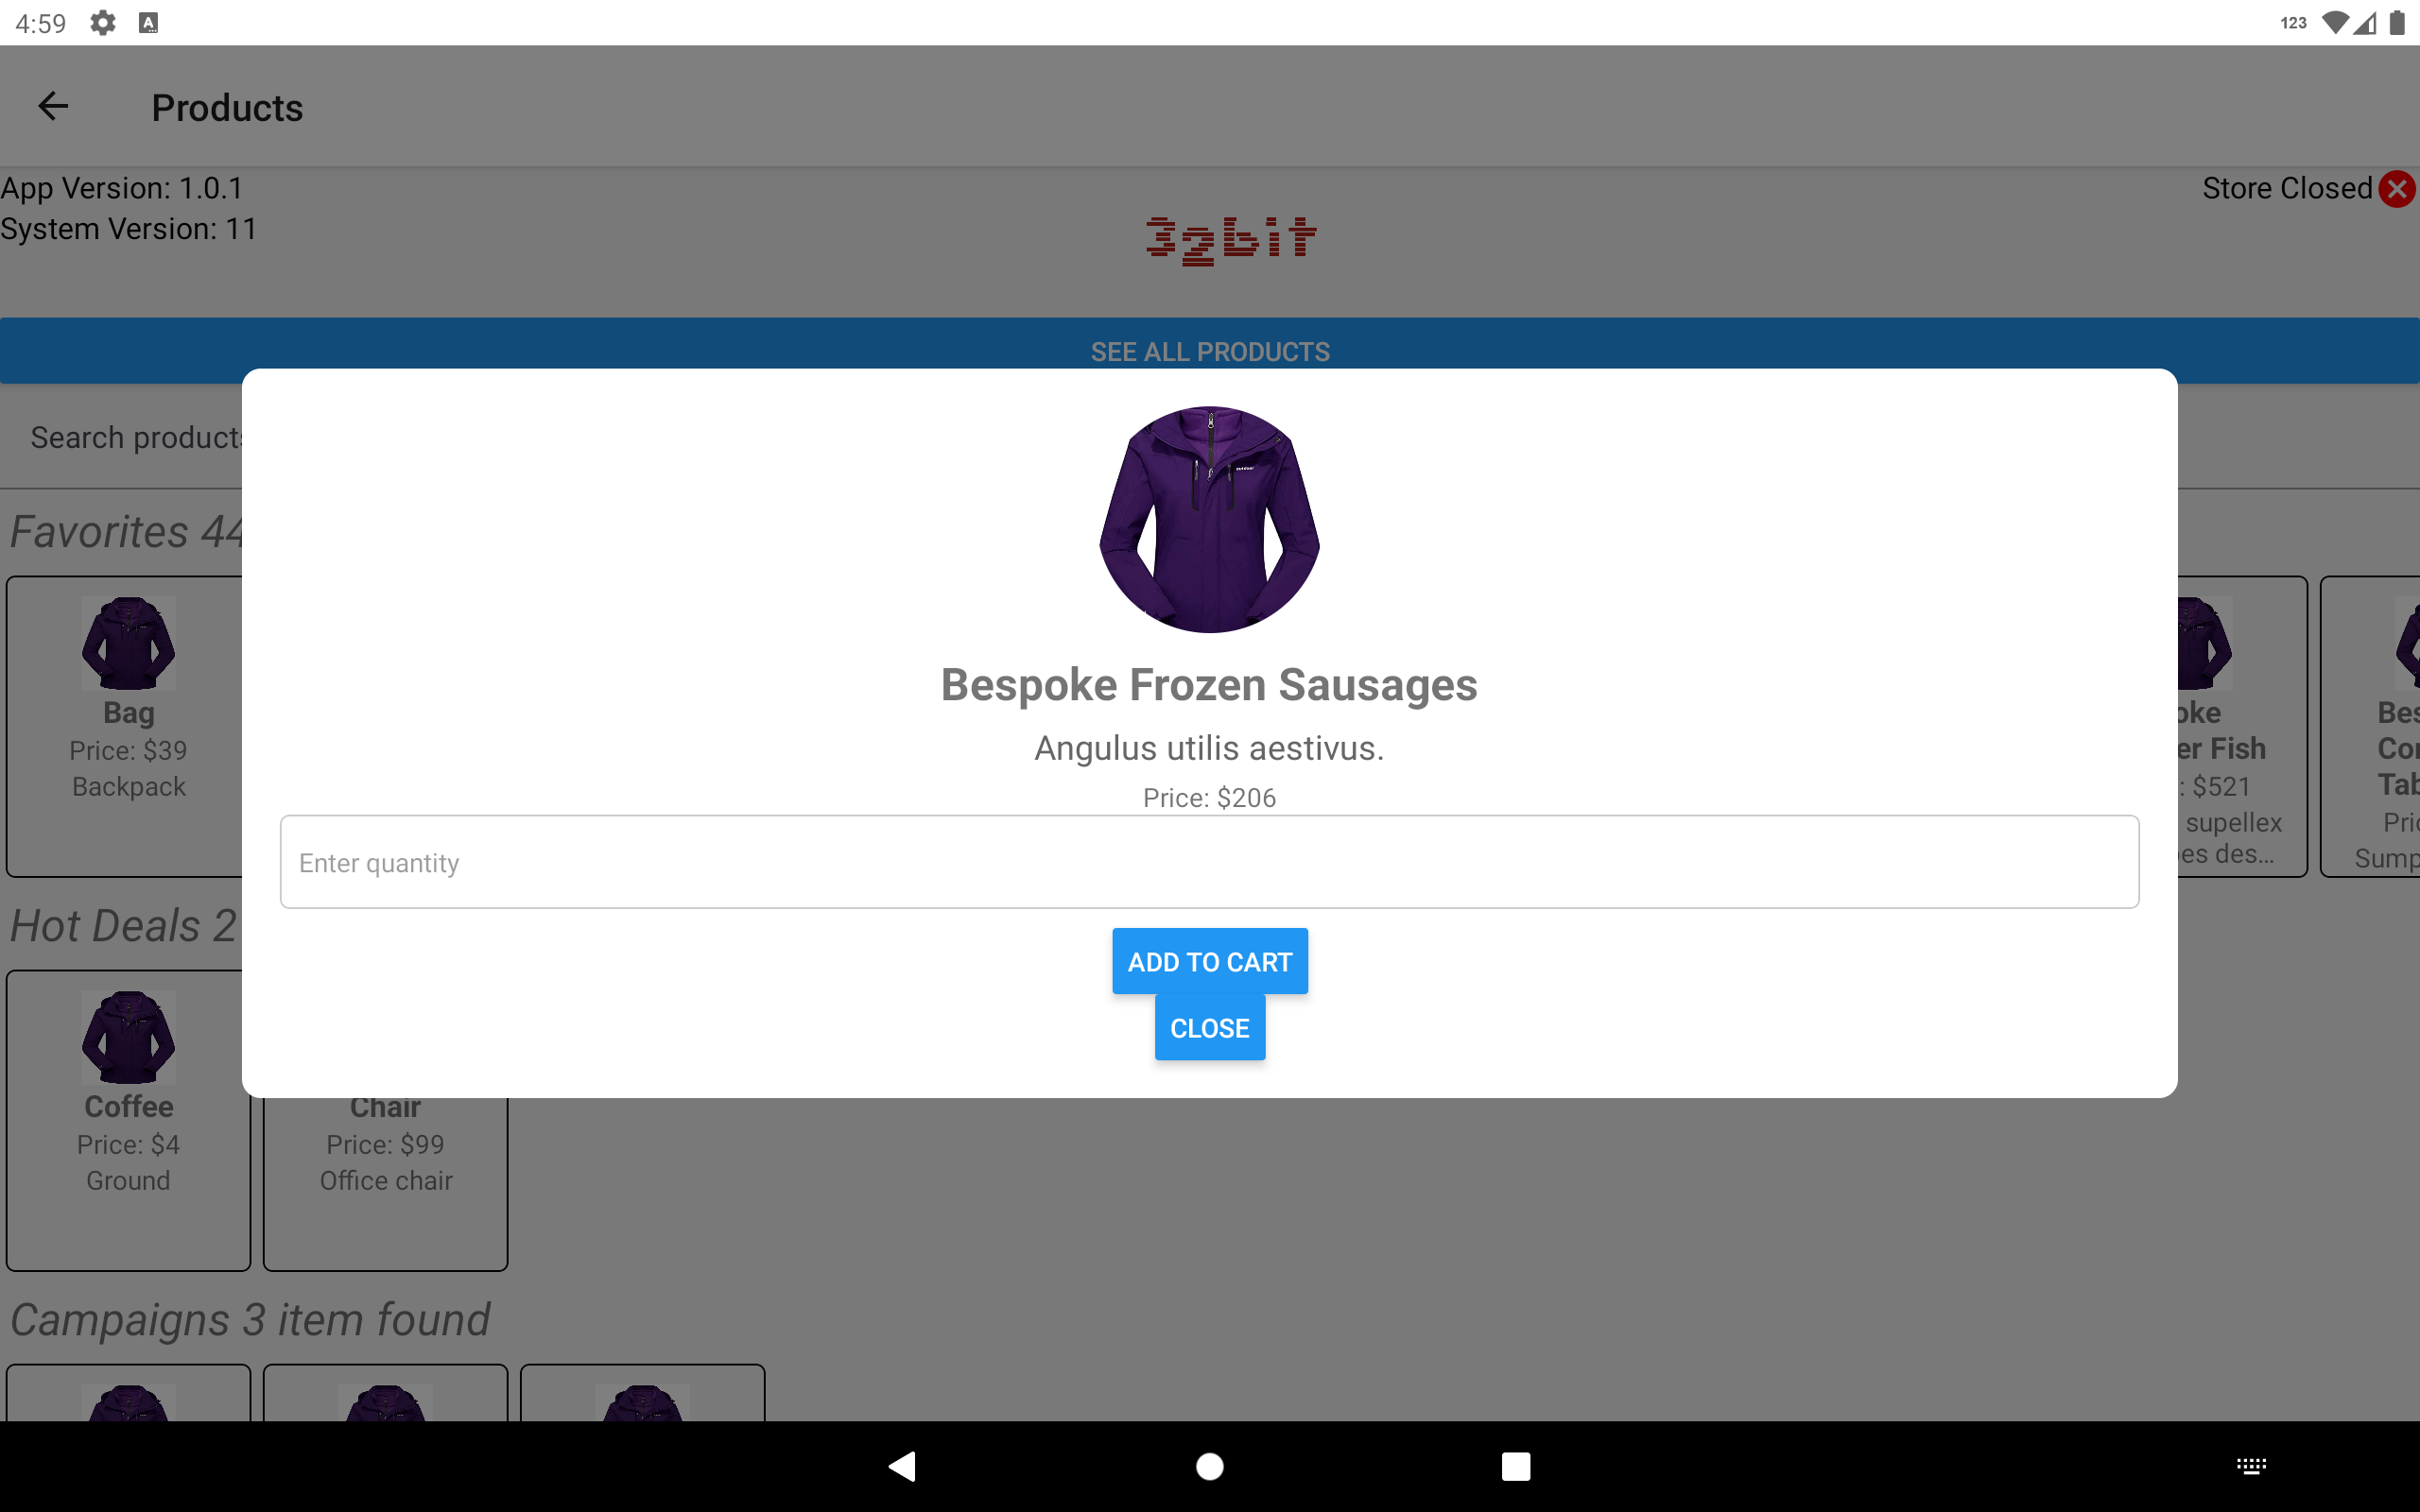 4:59
123
Products
App Version: 1.0.1
System Version: 11
Store Closed
32bit
SEE ALL PRODUCTS
Search products
Favorites 44
Bag
Price: $39
Backpack
Bespoke Frozen Sausages
Angulus utilis aestivus.
Price: $206
Enter quantity
ADD TO CART
CLOSE
oke
er Fish
: $521
supellex
es des...
Bes
Con
Tab
Pric
Sump
Hot Deals 2
Coffee
Price: $4
Ground
Chair
Price: $99
Office chair
Campaigns 3 item found